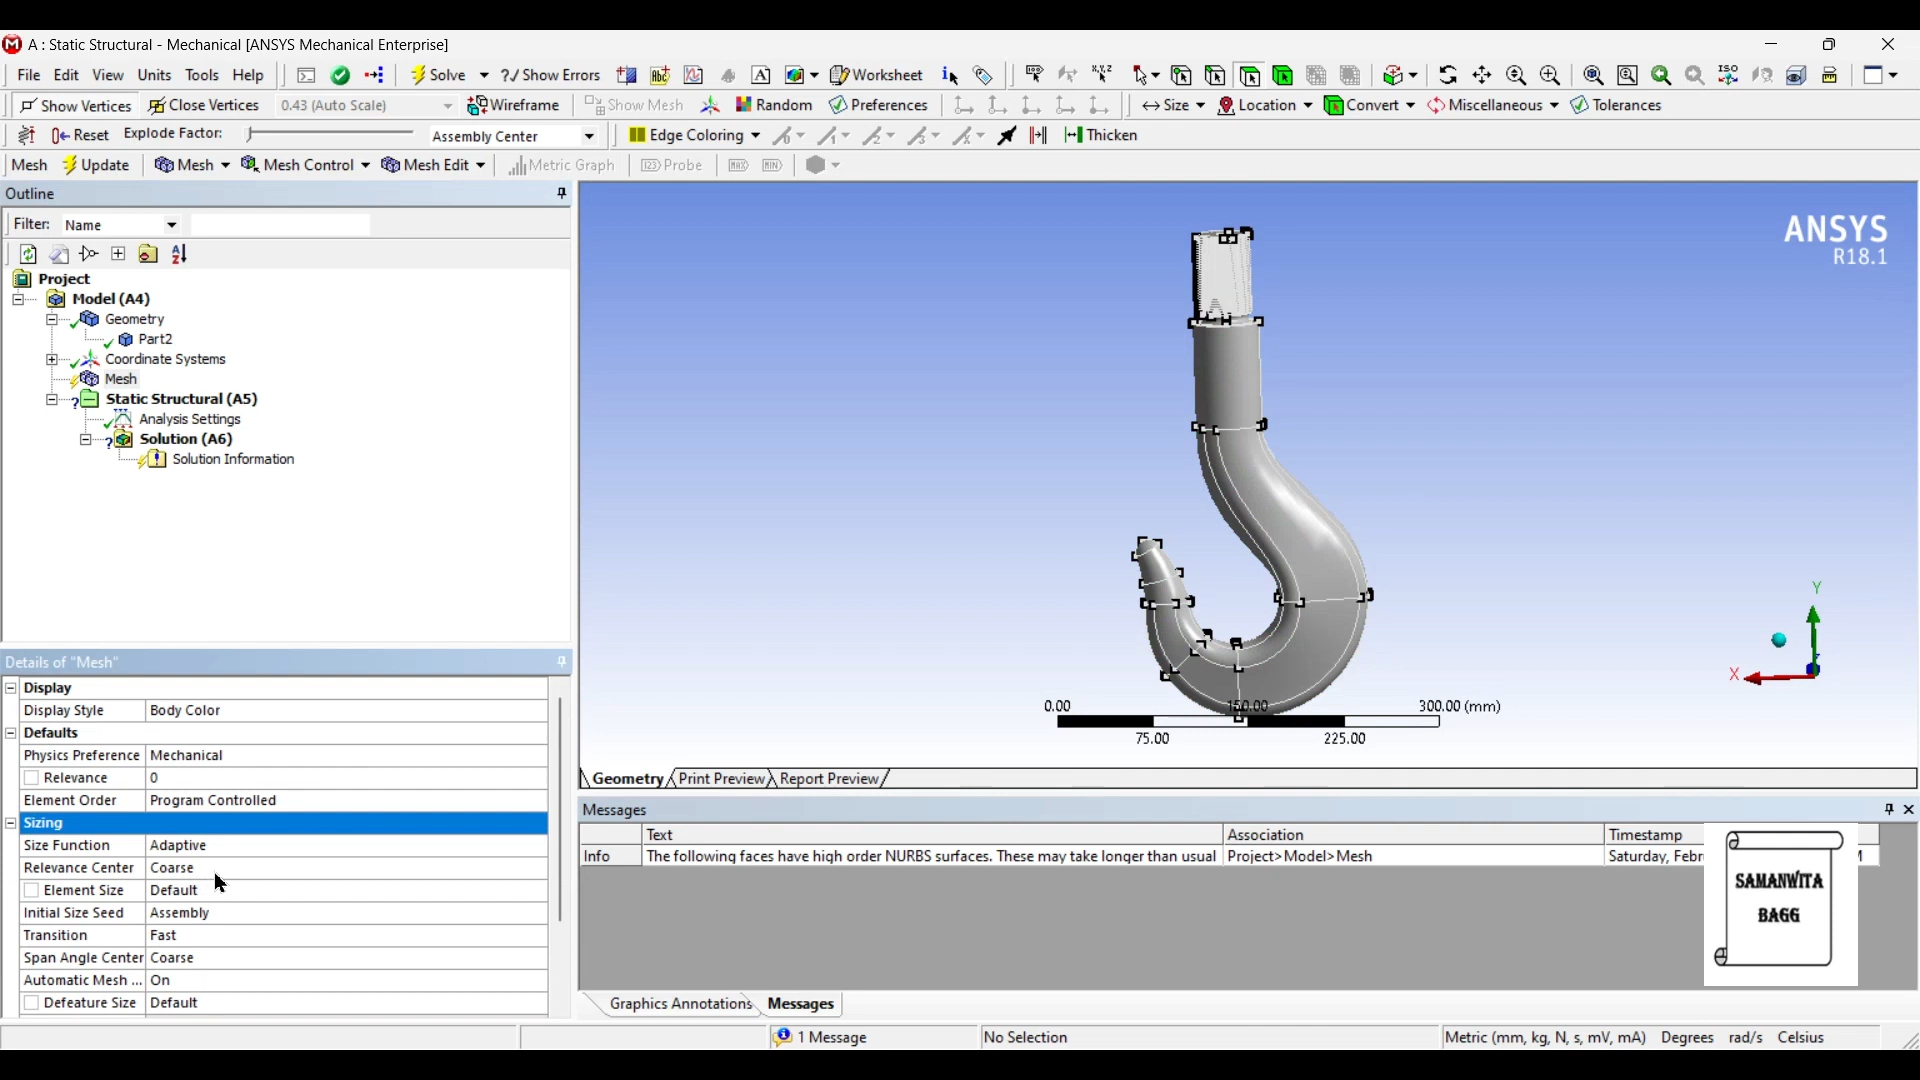 A : Static Structural - Mechanical [ANSYS Mechanical Enterprise]
File Edit View Units Tools Help Solve ?/ Show Errors Worksheet
Show Vertices Close Vertices 0.43 (Auto Scale) Wireframe Show Mesh Random Preferences Size Location Convert Miscellaneous Tolerances
Reset Explode Factor: Assembly Center Edge Coloring Thicken
Mesh Update Mesh Mesh Control Mesh Edit Metric Graph Probe
Outline
Filter: Name
Project
Model (A4)
Geometry
Part2
Coordinate Systems
Mesh
Static Structural (A5)
Analysis Settings
Solution (A6)
Solution Information
Details of "Mesh"
Display
Display Style Body Color
Defaults
Physics Preference Mechanical
Relevance 0
Element Order Program Controlled
Sizing
Size Function Adaptive
Relevance Center Coarse
Element Size Default
Initial Size Seed Assembly
Transition Fast
Span Angle Center Coarse
Automatic Mesh ... On
Defeature Size Default
ANSYS
R18.1
Y
X
0.00 150.00 300.00 (mm)
75.00 225.00
Geometry Print Preview Report Preview
Messages
Text Association Timestamp
Info The following faces have high order NURBS surfaces. These may take longer than usual Project>Model>Mesh Saturday, Febr
SAMANWITA
BAGG
Graphics Annotations Messages
1 Message No Selection Metric (mm, kg, N, s, mV, mA) Degrees rad/s Celsius